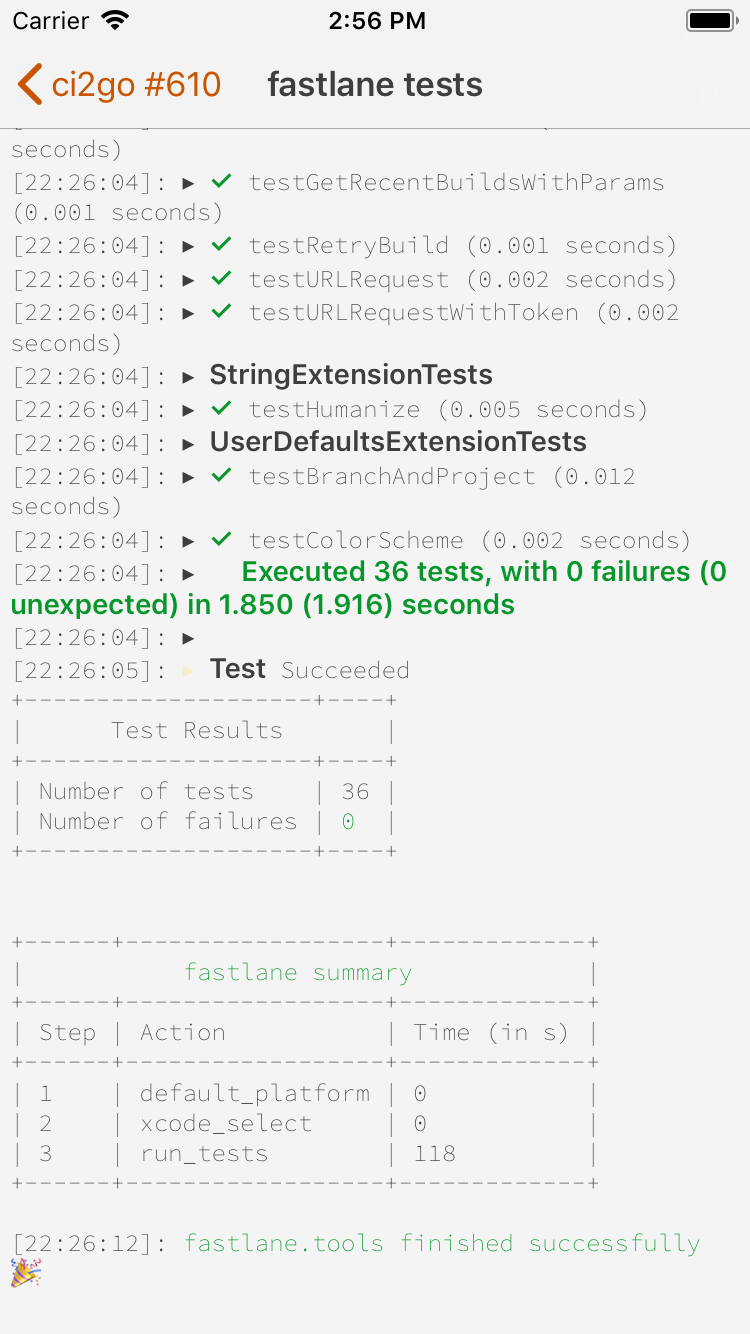 Carrier 2:56 PM
ci2go #610 fastlane tests
seconds)
[22:26:04]: ▸ ✓ testGetRecentBuildsWithParams
(0.001 seconds)
[22:26:04]: ▸ ✓ testRetryBuild (0.001 seconds)
[22:26:04]: ▸ ✓ testURLRequest (0.002 seconds)
[22:26:04]: ▸ ✓ testURLRequestWithToken (0.002
seconds)
[22:26:04]: ▸ StringExtensionTests
[22:26:04]: ▸ ✓ testHumanize (0.005 seconds)
[22:26:04]: ▸ UserDefaultsExtensionTests
[22:26:04]: ▸ ✓ testBranchAndProject (0.012
seconds)
[22:26:04]: ▸ ✓ testColorScheme (0.002 seconds)
[22:26:04]: ▸ Executed 36 tests, with 0 failures (0
unexpected) in 1.850 (1.916) seconds
[22:26:04]: ▸
[22:26:05]: ▸ Test Succeeded
+--------------------+----+
|      Test Results       |
+--------------------+----+
| Number of tests    | 36 |
| Number of failures | 0  |
+--------------------+----+
+------+------------------+-------------+
|           fastlane summary            |
+------+------------------+-------------+
| Step | Action           | Time (in s) |
+------+------------------+-------------+
| 1    | default_platform | 0           |
| 2    | xcode_select     | 0           |
| 3    | run_tests        | 118         |
+------+------------------+-------------+
[22:26:12]: fastlane.tools finished successfully
🎉